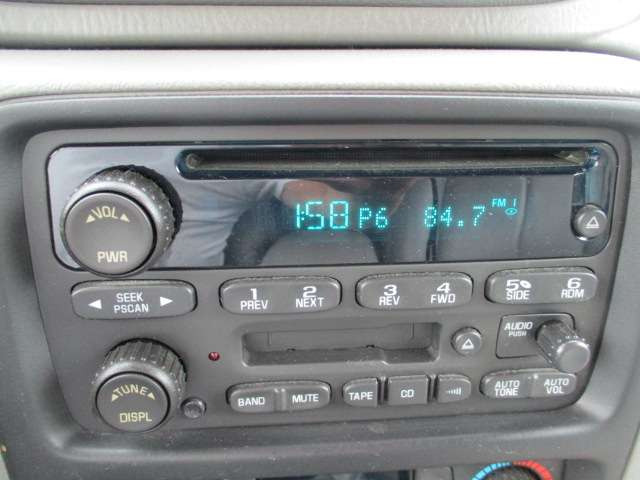 VOL
PWR
1:58 P6 84.7 FM 1
SEEK
PSCAN
1
PREV
2
NEXT
3
REV
4
FWD
5
SIDE
6
RDM
AUDIO
PUSH
TUNE
DISPL
BAND MUTE TAPE CD
AUTO
TONE
AUTO
VOL